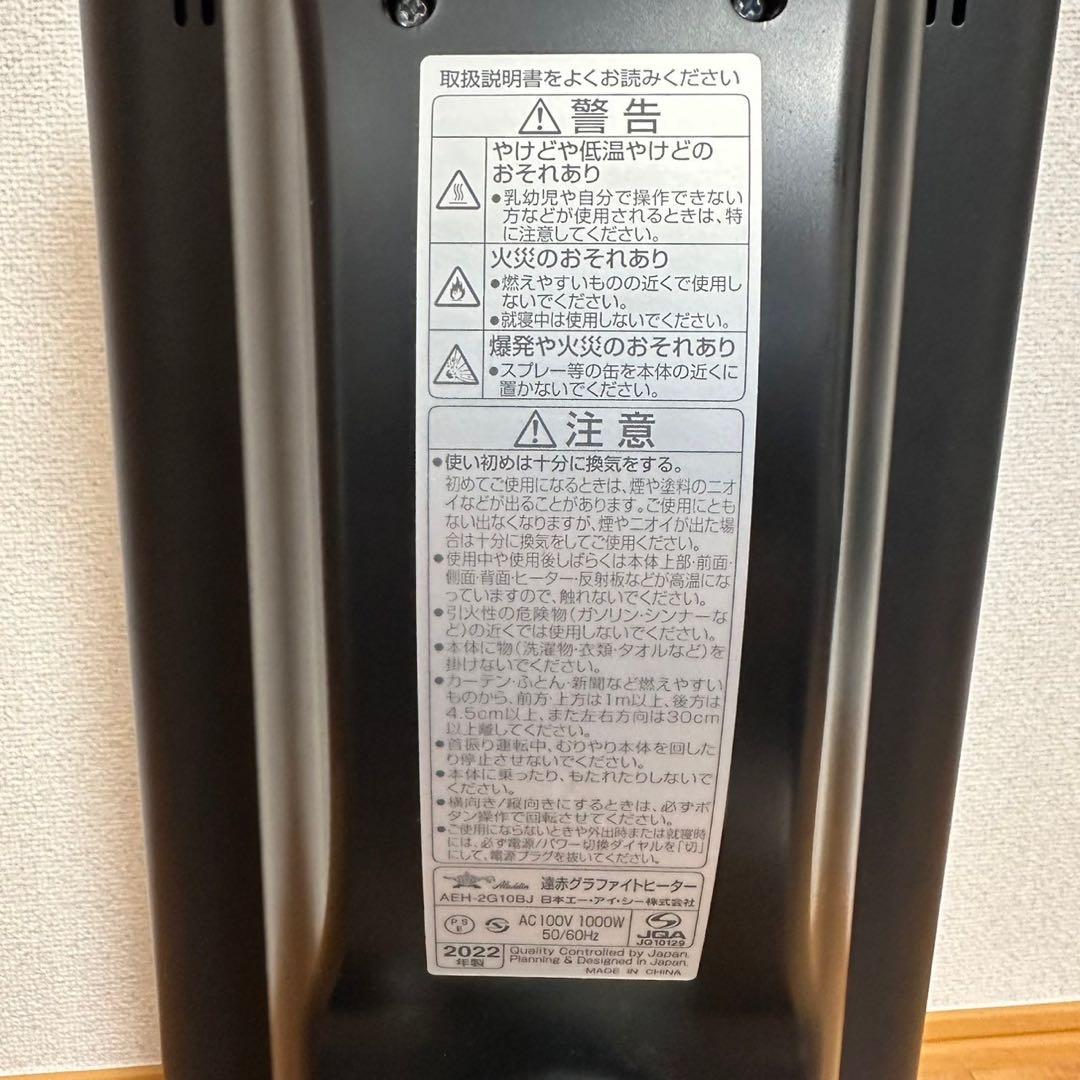 取扱説明書をよくお読みください
警告
やけどや低温やけどの
おそれあり
●乳幼児や自分で操作できない
方などが使用されるときは、特
に注意してください。
火災のおそれあり
●燃えやすいものの近くで使用し
ないでください。
●就寝中は使用しないでください。
爆発や火災のおそれあり
●スプレー等の缶を本体の近くに
置かないでください。
注意
●使い初めは十分に換気をする。
初めてご使用になるときは、煙や塗料のニオ
イなどが出ることがあります。ご使用にとも
ない出なくなりますが、煙やニオイが出た場
合は十分に換気をしてご使用ください。
●使用中や使用後しばらくは本体上部・前面・
側面・背面・ヒーター・反射板などが高温にな
っていますので、触れないでください。
●引火性の危険物(ガソリン・シンナーな
ど)の近くでは使用しないでください。
●本体に物(洗濯物・衣類・タオルなど)を
掛けないでください。
●カーテン・ふとん・新聞など燃えやすい
ものから、前方・上方は1m以上、後方は
4.5cm以上、また左右方向は30cm
以上離してください。
●首振り運転中、むりやり本体を回した
り停止させないでください。
●本体に乗ったり、もたれたりしないで
ください。
●横向き/縦向きにするときは、必ずボ
タン操作で回転させてください。
●ご使用にならないときや外出時または就寝時
には、必ず電源/パワー切換ダイヤルを「切」
にして、電源プラグを抜いてください。
Aladdin 遠赤グラファイトヒーター
AEH-2G10BJ 日本エー・アイ・シー株式会社
PSE AC100V 1000W
50/60Hz
JQA
JG10129
2022
年製
Quality Controlled by Japan.
Planning & Designed in Japan.
MADE IN CHINA